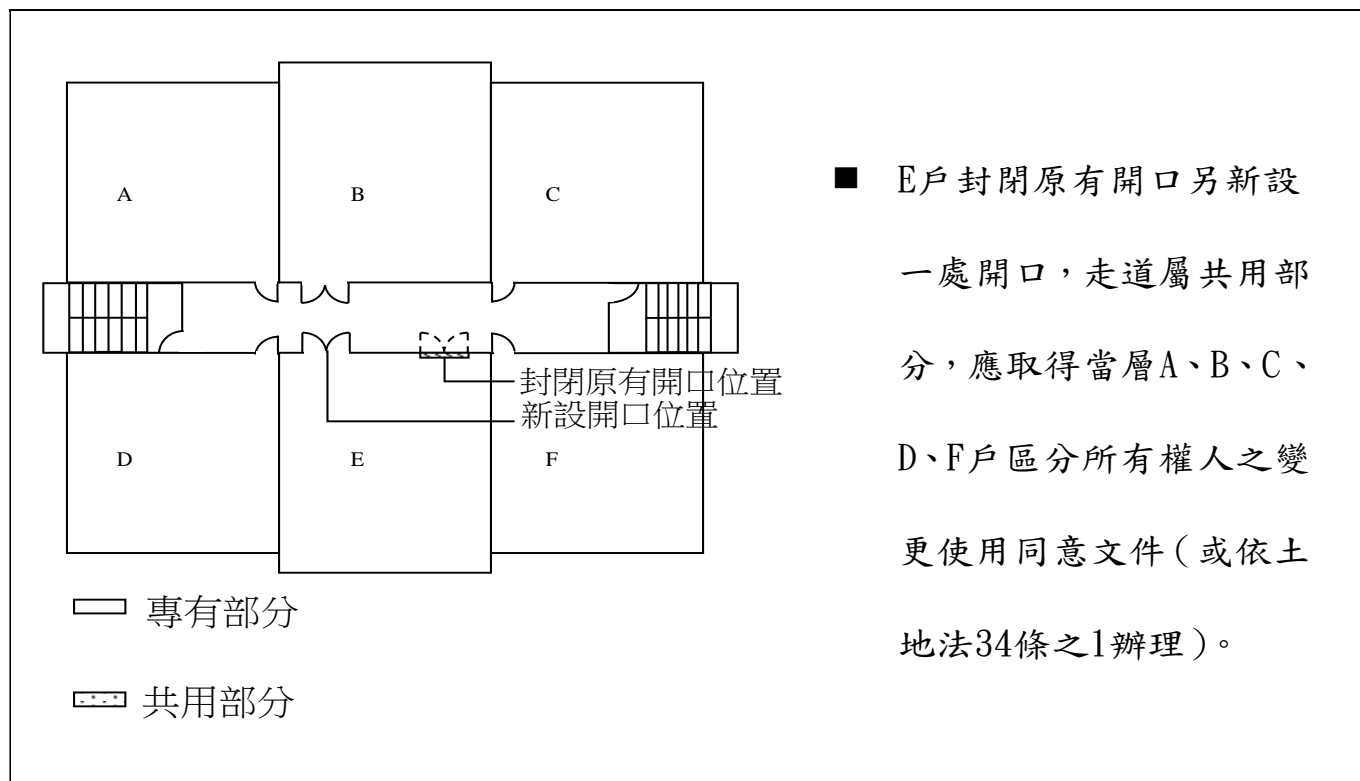 A
B
C
封閉原有開口位置
新設開口位置
D
E
F
專有部分
共用部分
■ E戶封閉原有開口另新設
一處開口，走道屬共用部
分，應取得當層A、B、C、
D、F戶區分所有權人之變
更使用同意文件(或依土
地法34條之1辦理)。